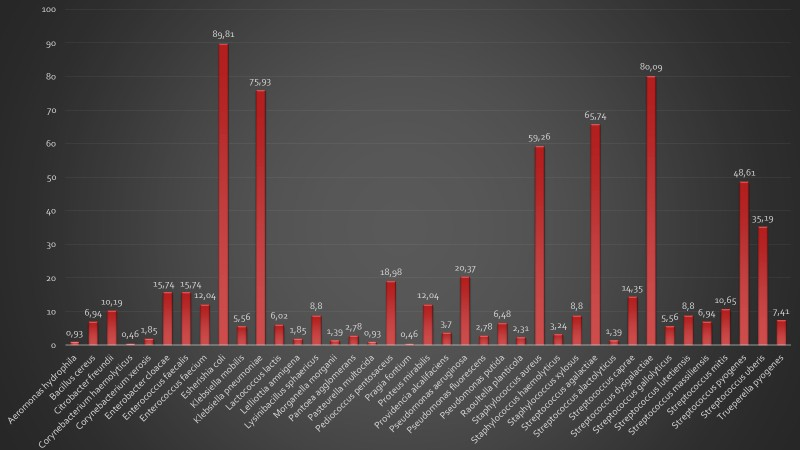 100
90
80
70
60
50
40
30
20
10
0
0,93
6,94
10,19
0,46
1,85
15,74
15,74
12,04
89,81
5,56
75,93
6,02
1,85
8,8
1,39
2,78
0,93
18,98
0,46
12,04
3,7
20,37
2,78
6,48
2,31
59,26
3,24
8,8
65,74
1,39
14,35
80,09
5,56
8,8
6,94
10,65
48,61
35,19
7,41
Aeromonas hydrophila
Bacillus cereus
Citrobacter freundii
Corynebacterium haemolyticus
Corynebacterium xerosis
Enterobacter cloacae
Enterococcus faecalis
Enterococcus faecium
Esherishia coli
Klebsiella mobilis
Klebsiella pneumoniae
Lactococcus lactis
Lelliottia amnigena
Lysinibacillus sphaericus
Morganella morganii
Pantoea agglomerans
Pasteurella multocida
Pediococcus pentosaceus
Pragia fontium
Proteus mirabilis
Providencia alcalifaciens
Pseudomonas aeruginosa
Pseudomonas fluorescens
Pseudomonas putida
Raoultella planticola
Staphylococcus aureus
Staphylococcus haemolyticus
Staphylococcus xylosus
Streptococcus agalactiae
Streptococcus alactolyticus
Streptococcus caprae
Streptococcus dysgalactiae
Streptococcus gallolyticus
Streptococcus lutetiensis
Streptococcus massiliensis
Streptococcus mitis
Streptococcus pyogenes
Streptococcus uberis
Trueperella pyogenes